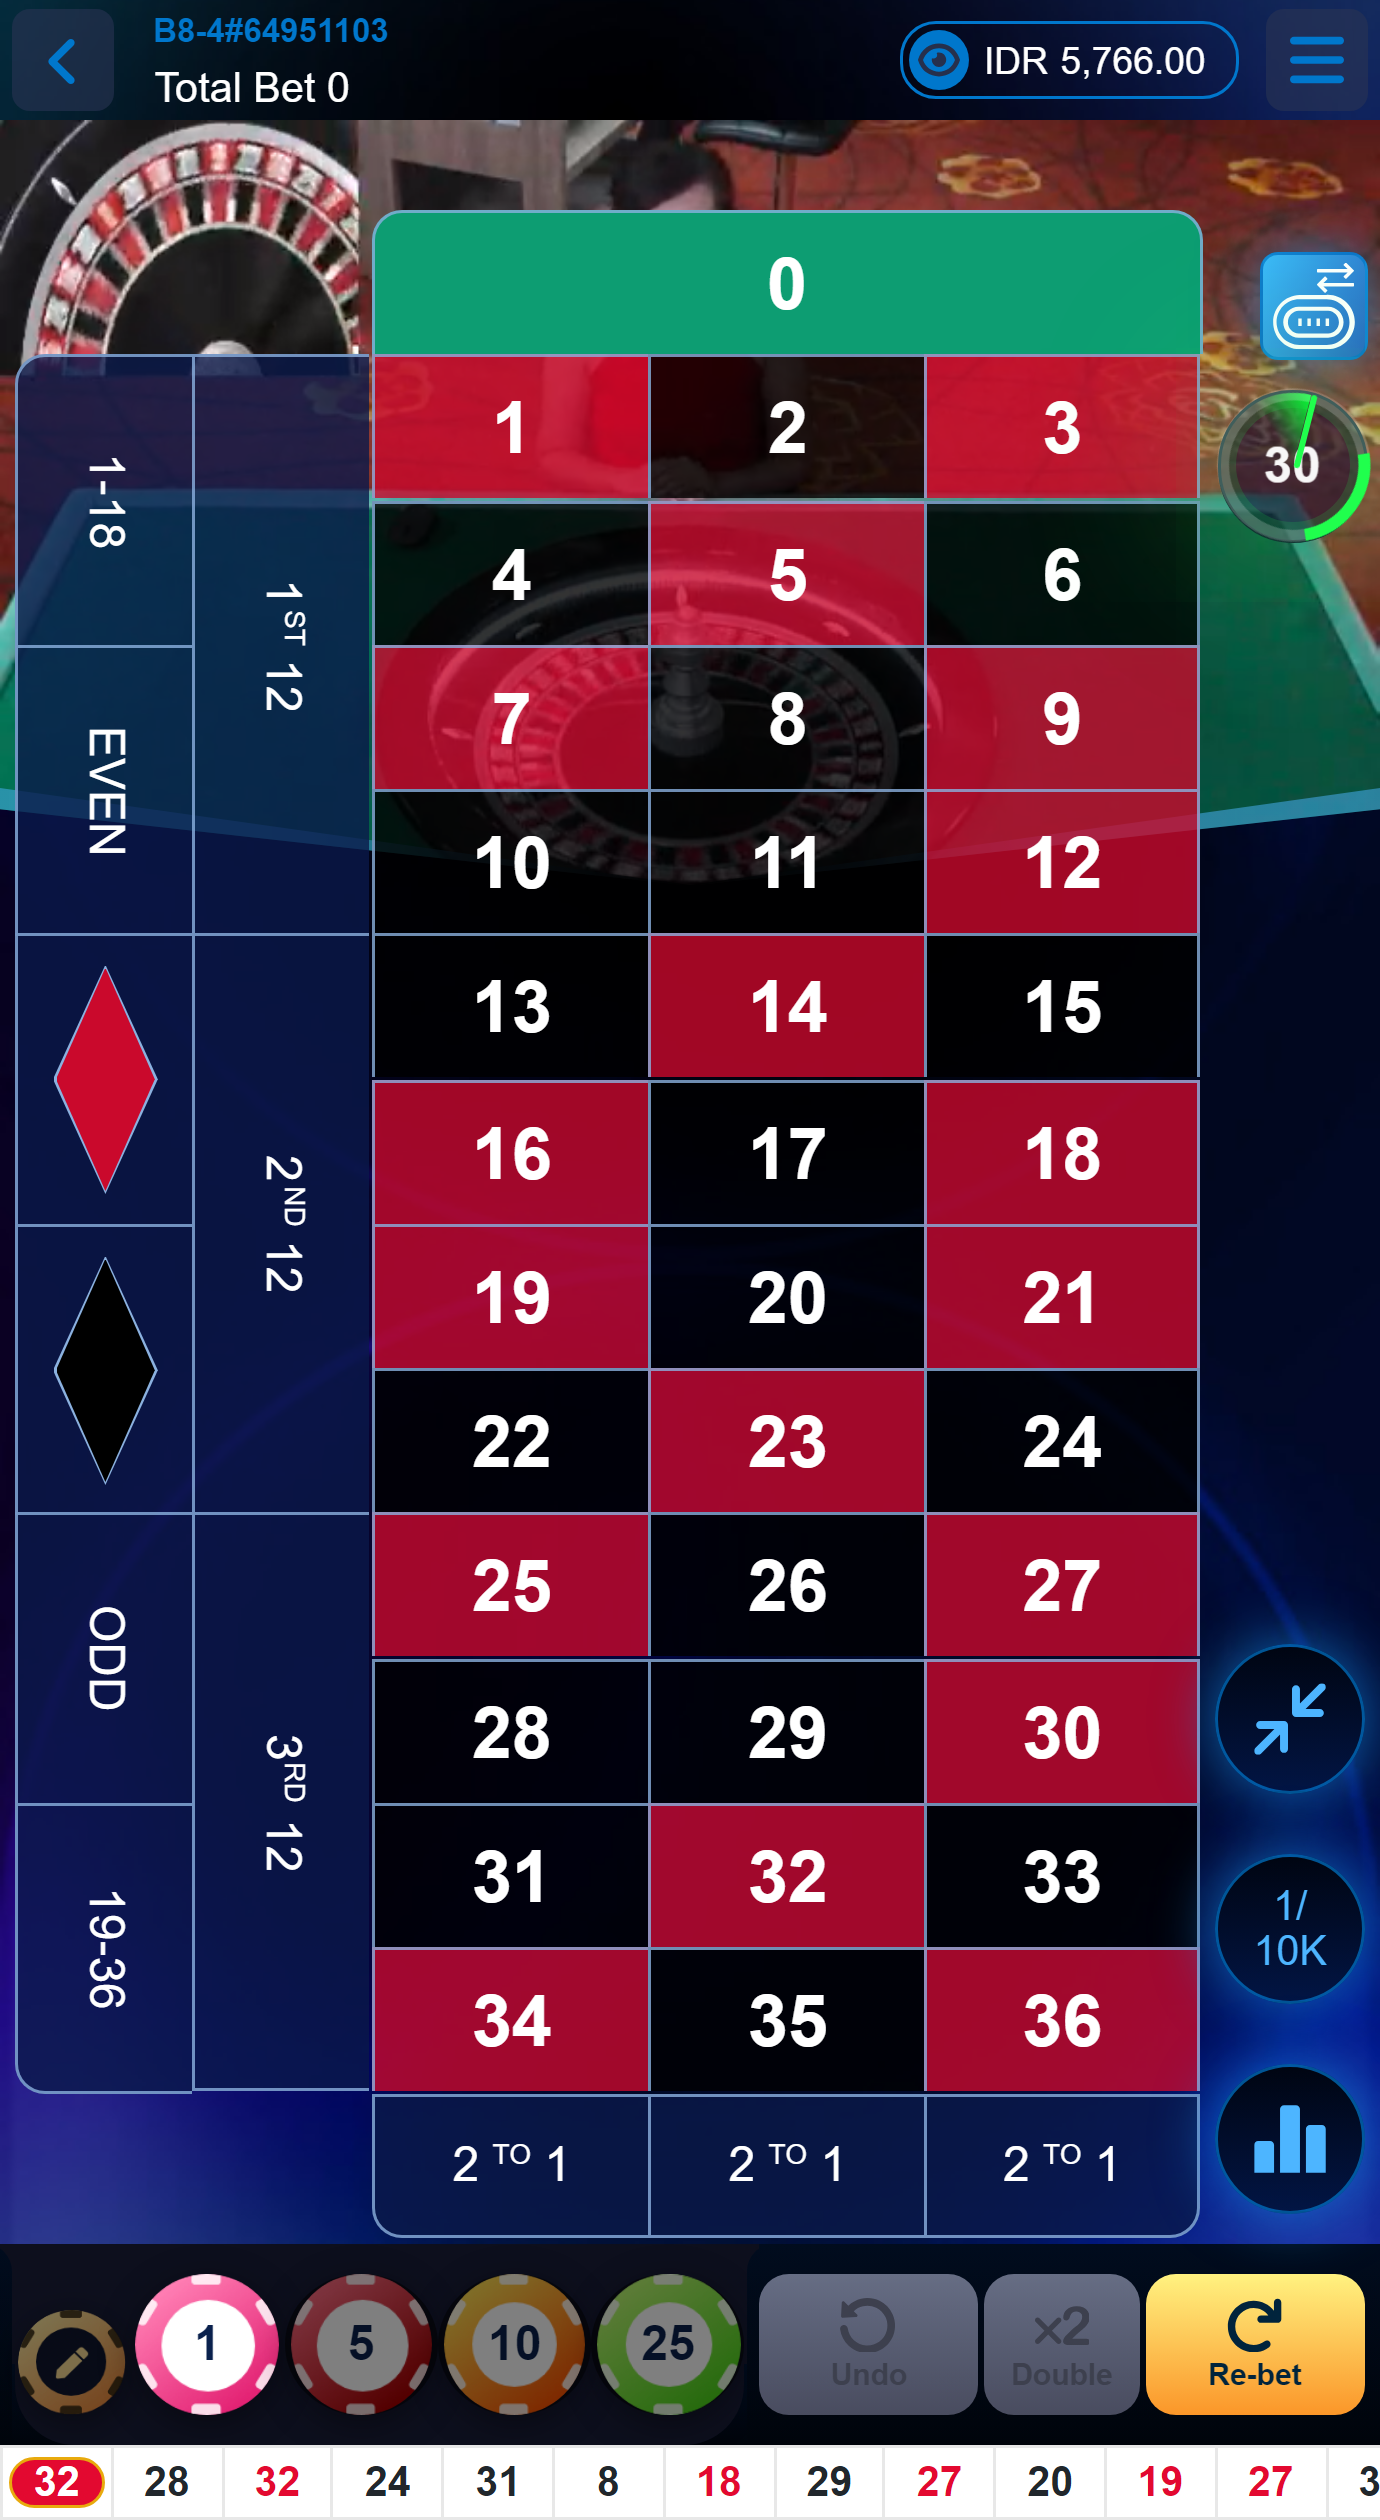 B8-4#64951103
Total Bet 0
IDR 5,766.00
0
1 2 3
30
4 5 6
7 8 9
10 11 12
13 14 15
16 17 18
19 20 21
22 23 24
25 26 27
28 29 30
31 32 33
34 35 36
1-18
EVEN
ODD
19-36
1ST 12
2ND 12
3RD 12
2 TO 1 2 TO 1 2 TO 1
1/
10K
1 5 10 25
Undo
x2
Double
Re-bet
32 28 32 24 31 8 18 29 27 20 19 27